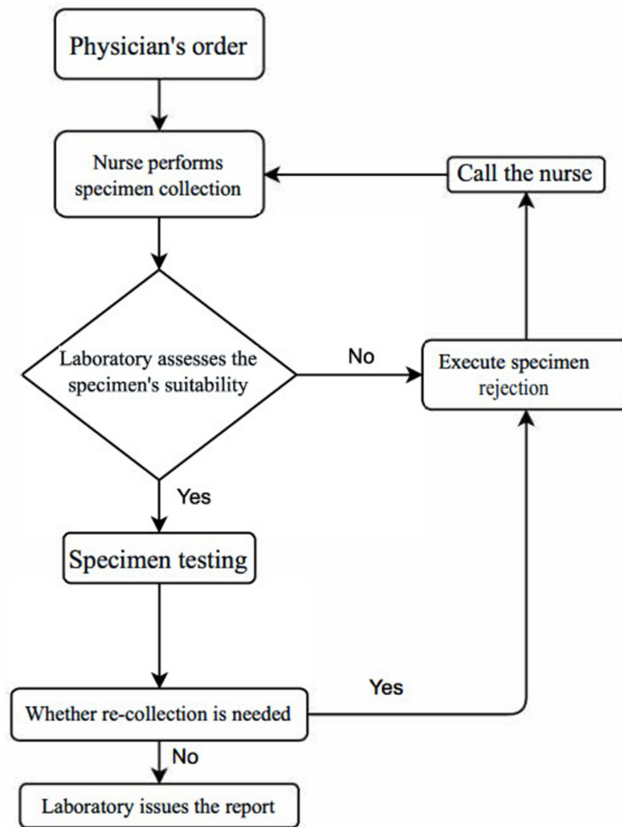 Physician's order
Nurse performs
specimen collection
Call the nurse
Laboratory assesses the
specimen's suitability
No
Execute specimen
rejection
Yes
Specimen testing
Whether re-collection is needed
Yes
No
Laboratory issues the report